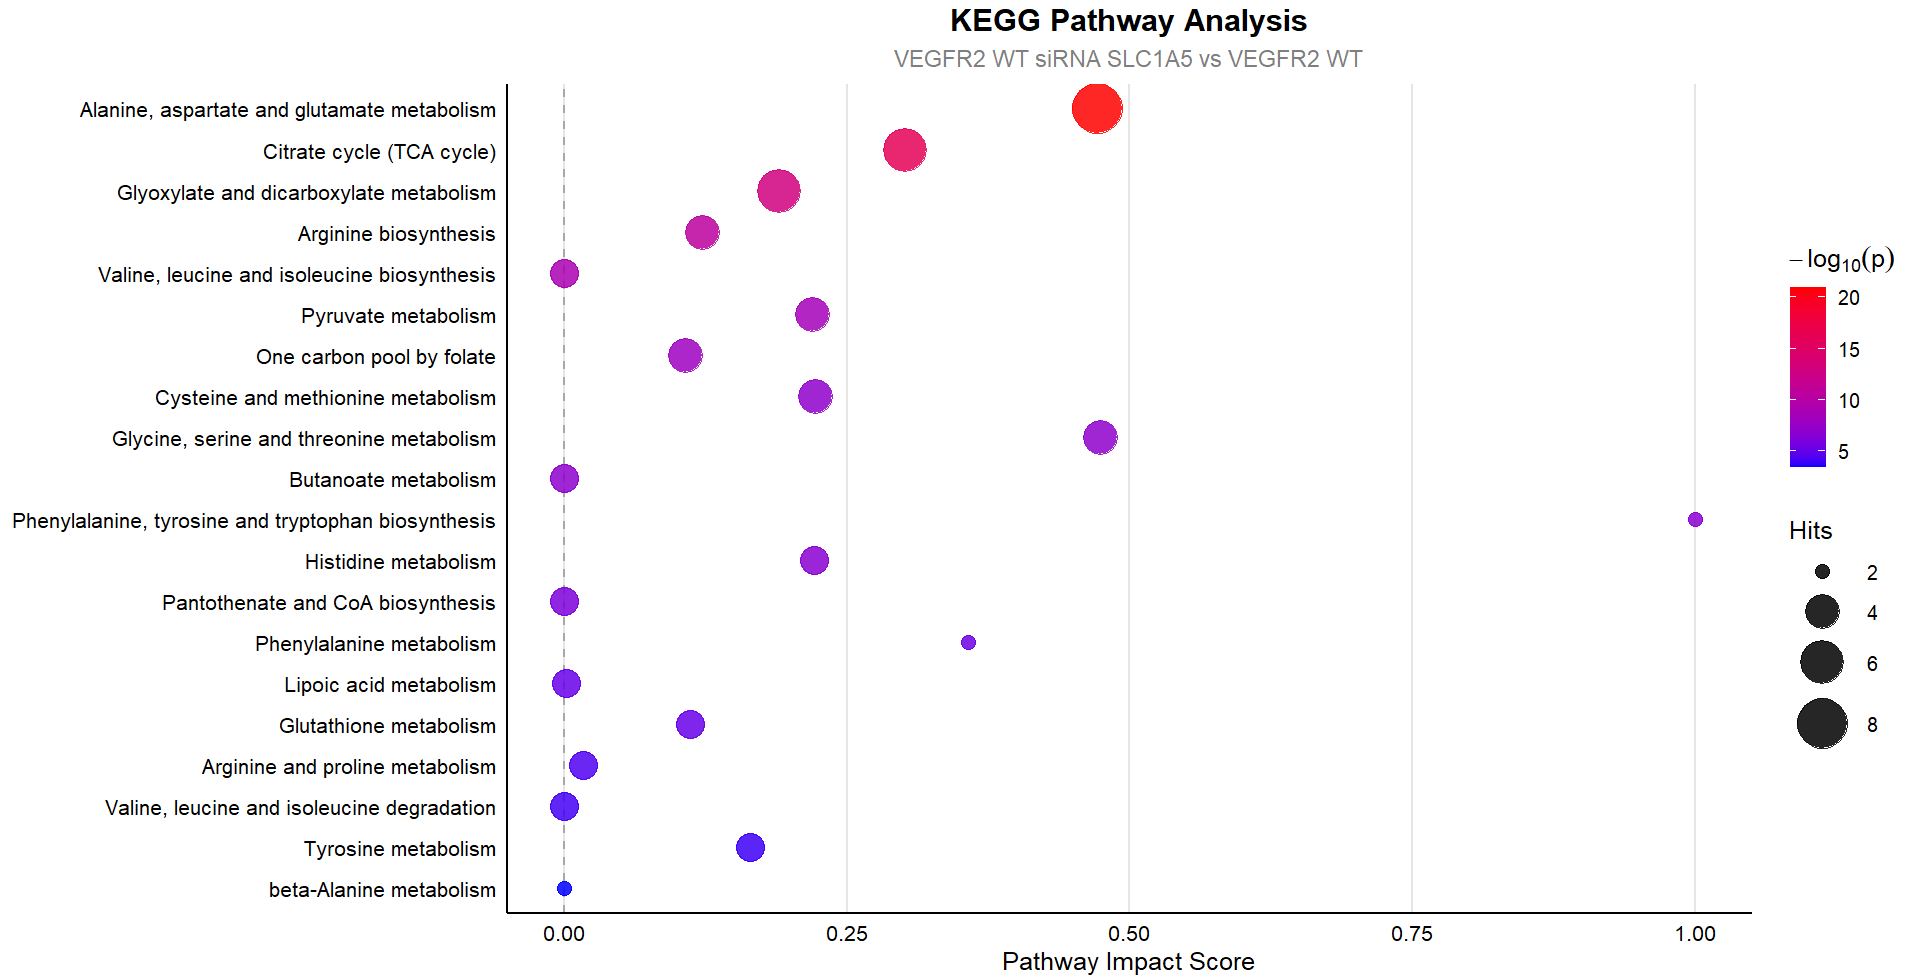 KEGG Pathway Analysis
VEGFR2 WT siRNA SLC1A5 vs VEGFR2 WT
Alanine, aspartate and glutamate metabolism
Citrate cycle (TCA cycle)
Glyoxylate and dicarboxylate metabolism
Arginine biosynthesis
Valine, leucine and isoleucine biosynthesis
Pyruvate metabolism
One carbon pool by folate
Cysteine and methionine metabolism
Glycine, serine and threonine metabolism
Butanoate metabolism
Phenylalanine, tyrosine and tryptophan biosynthesis
Histidine metabolism
Pantothenate and CoA biosynthesis
Phenylalanine metabolism
Lipoic acid metabolism
Glutathione metabolism
Arginine and proline metabolism
Valine, leucine and isoleucine degradation
Tyrosine metabolism
beta-Alanine metabolism
0.00 0.25 0.50 0.75 1.00
Pathway Impact Score
−log₁₀(p)
20
15
10
5
Hits
2
4
6
8